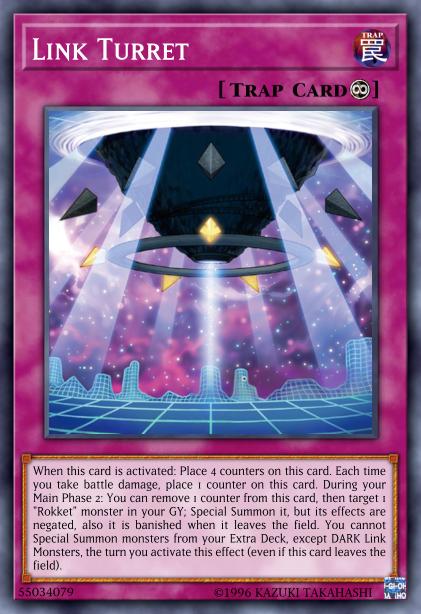 LINK TURRET
TRAP
罠
[TRAP CARD]
When this card is activated: Place 4 counters on this card. Each time
you take battle damage, place 1 counter on this card. During your
Main Phase 2: You can remove 1 counter from this card, then target 1
"Rokket" monster in your GY; Special Summon it, but its effects are
negated, also it is banished when it leaves the field. You cannot
Special Summon monsters from your Extra Deck, except DARK Link
Monsters, the turn you activate this effect (even if this card leaves the
field).
55034079
©1996 KAZUKI TAKAHASHI